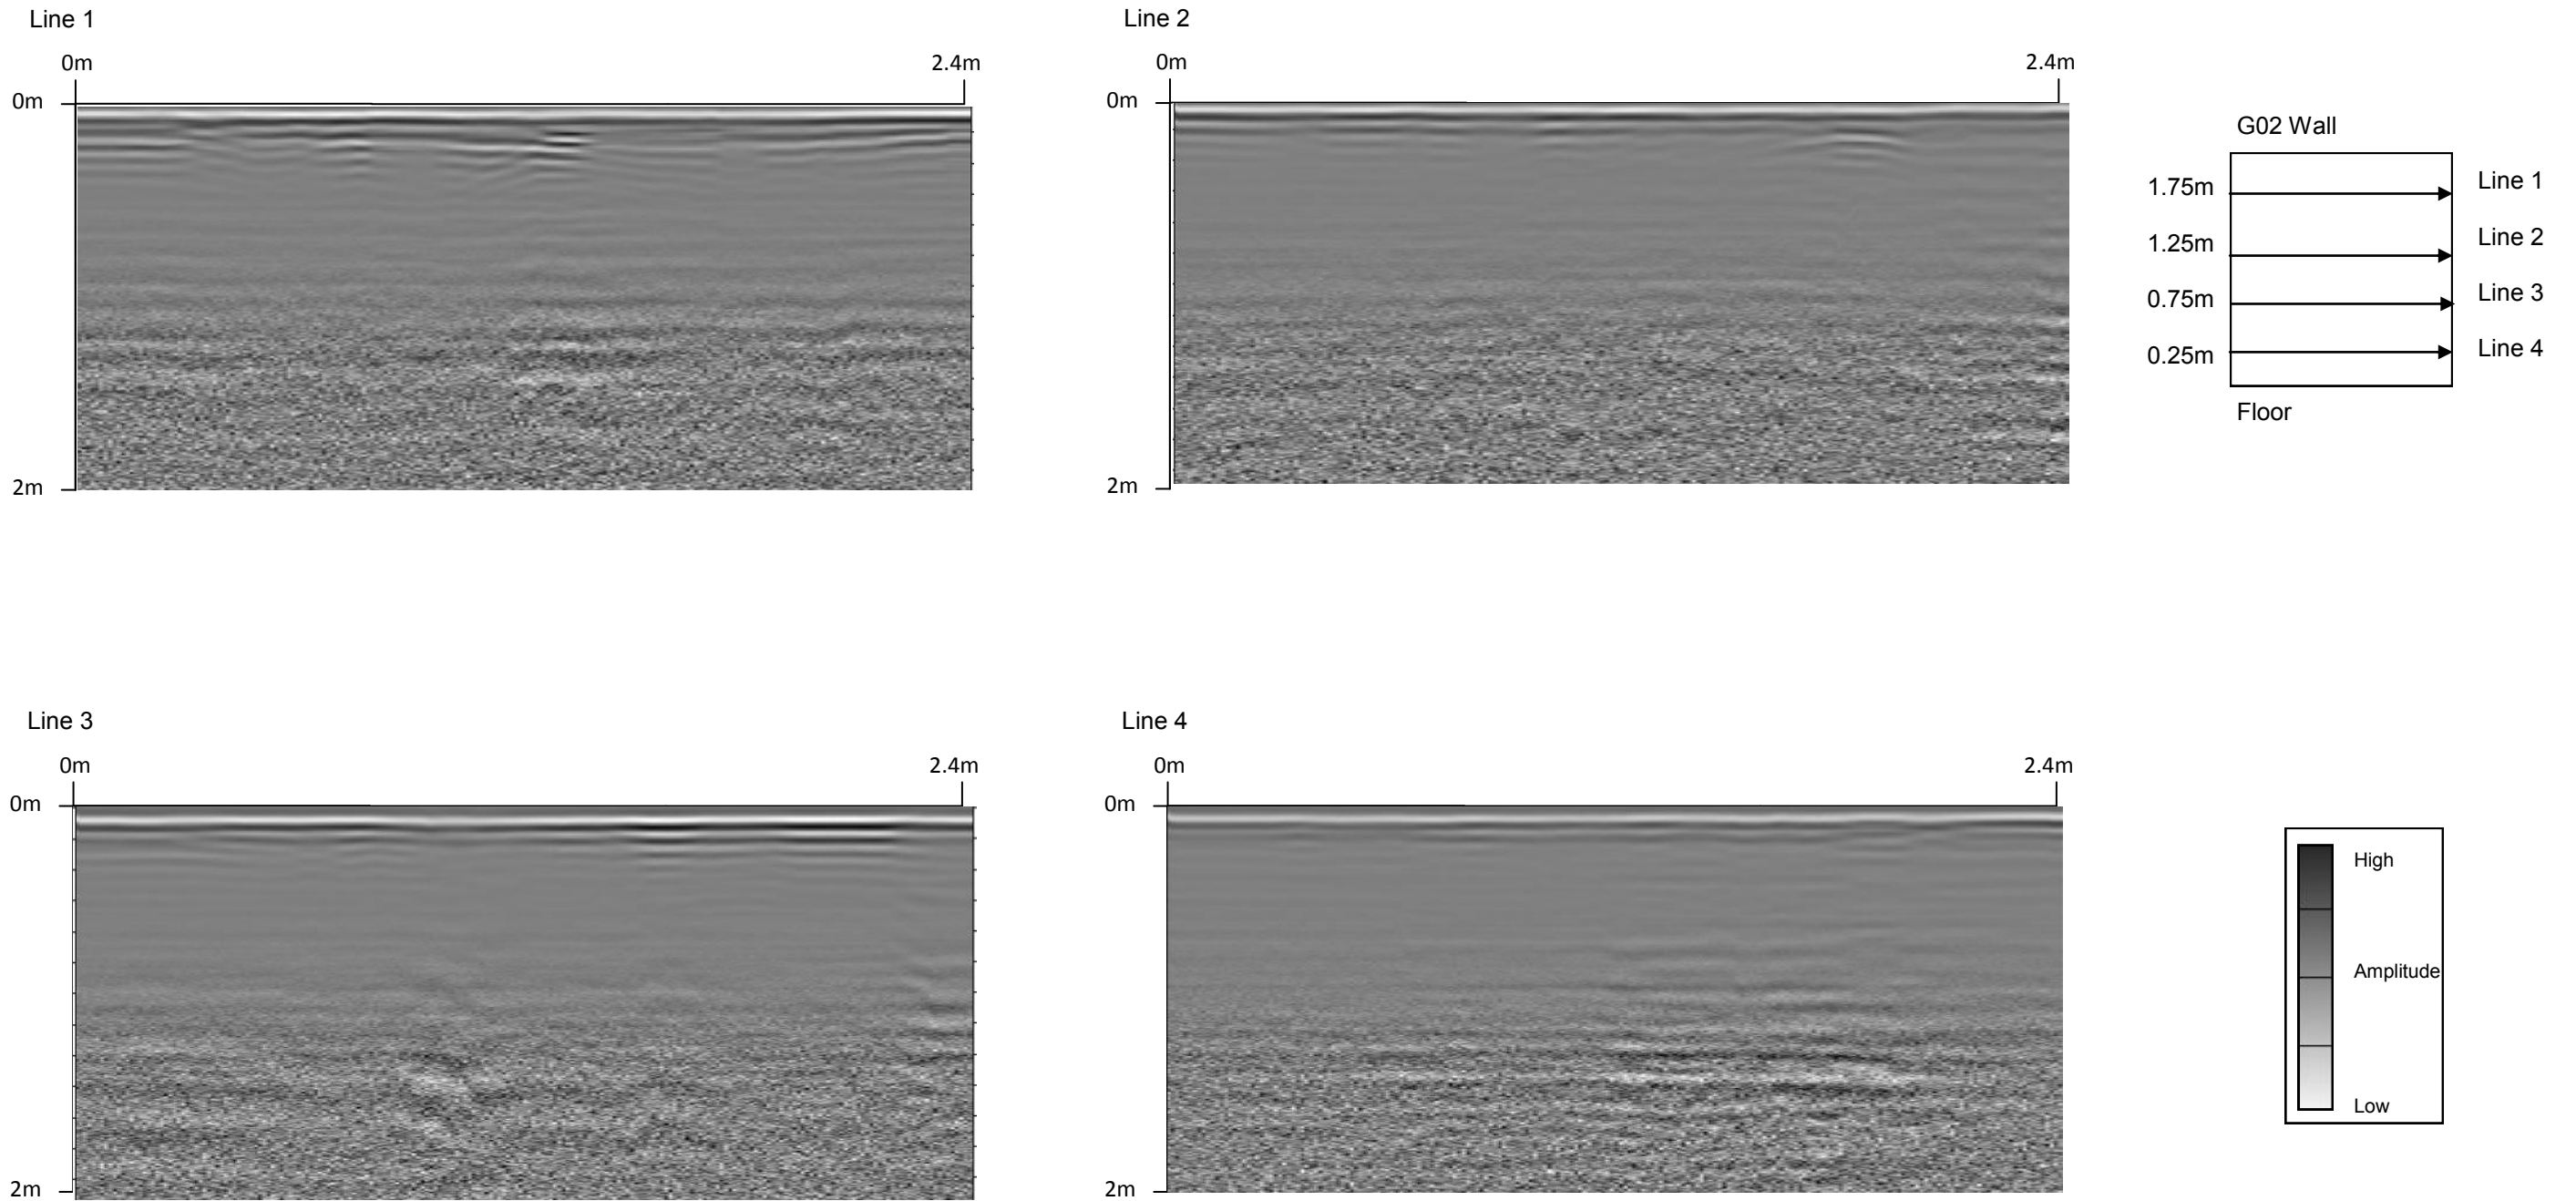 Line 1
0m 2.4m
0m
2m
Line 2
0m 2.4m
0m
2m
G02 Wall
1.75m Line 1
1.25m Line 2
0.75m Line 3
0.25m Line 4
Floor
Line 3
0m 2.4m
0m
2m
Line 4
0m 2.4m
0m
2m
High
Amplitude
Low